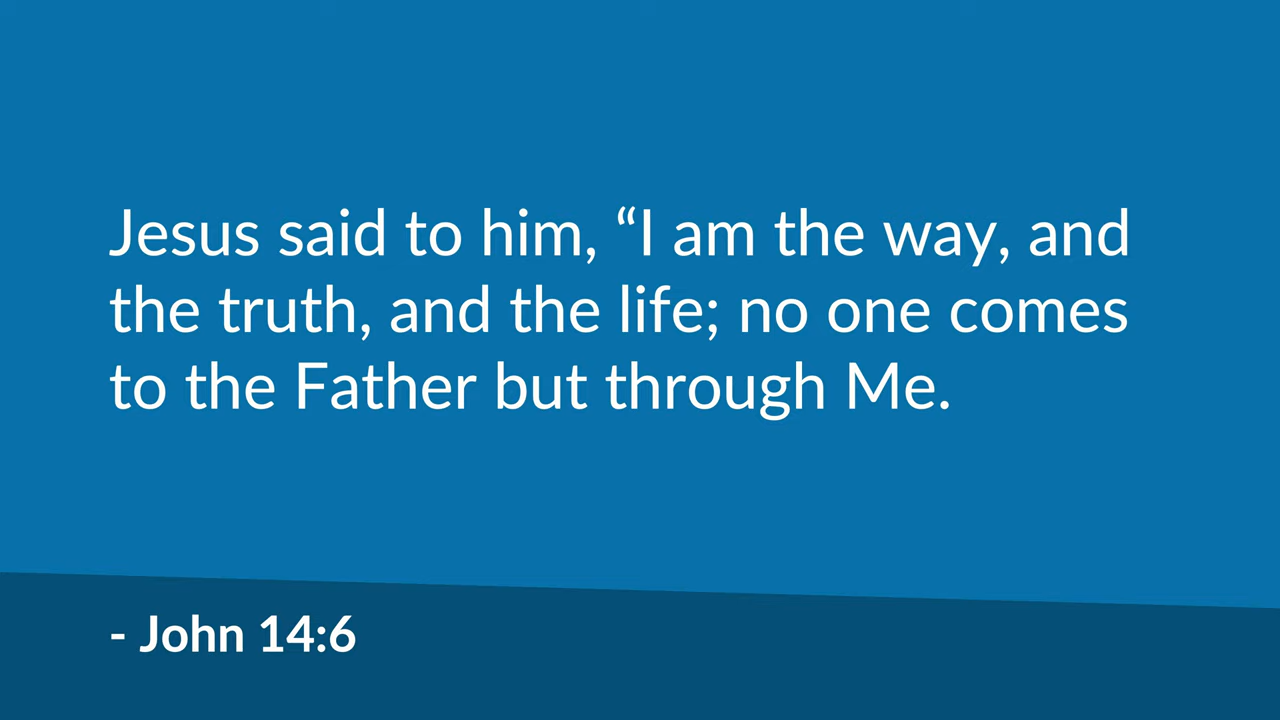 Jesus said to him, “I am the way, and
the truth, and the life; no one comes
to the Father but through Me.
- John 14:6